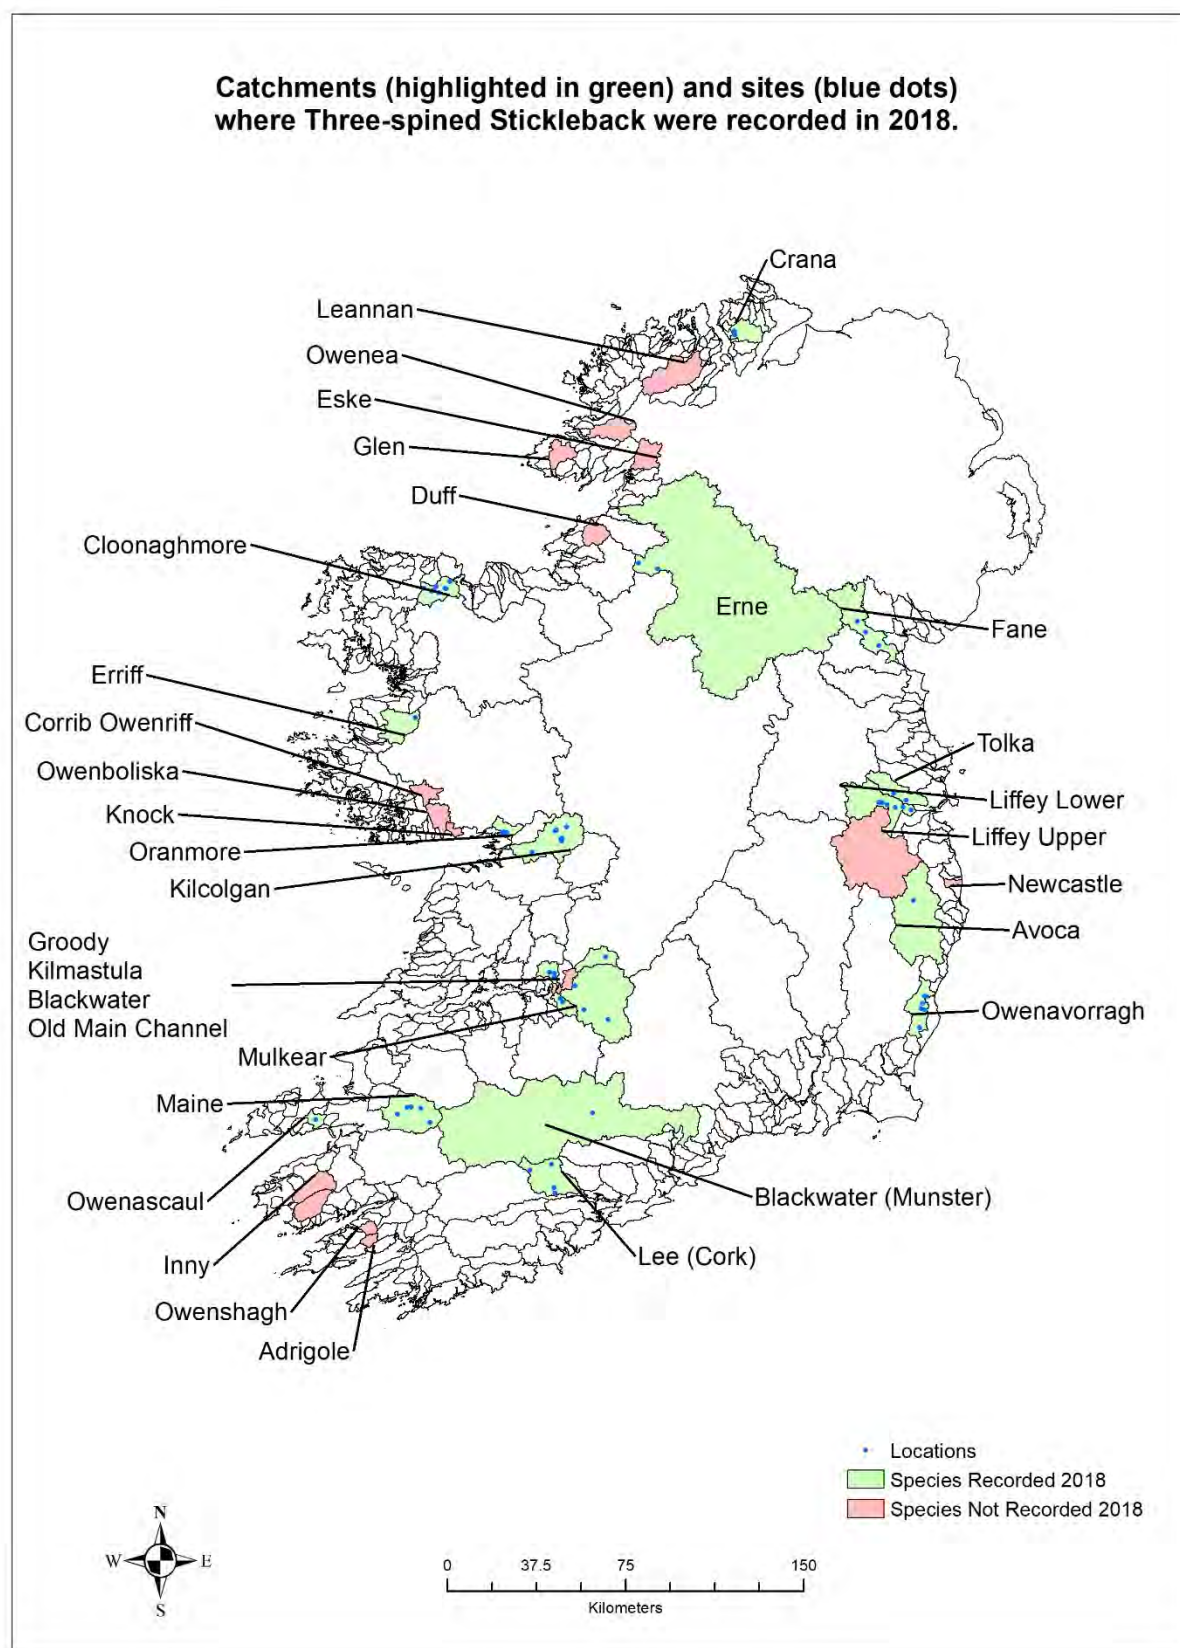 Catchments (highlighted in green) and sites (blue dots)
where Three-spined Stickleback were recorded in 2018.
Crana
Leannan
Owenea
Eske
Glen
Duff
Cloonaghmore
Erne
Fane
Erriff
Corrib Owenriff
Tolka
Owenboliska
Liffey Lower
Knock
Liffey Upper
Oranmore
Kilcolgan
Newcastle
Avoca
Groody
Kilmastula
Blackwater
Old Main Channel
Owenavorragh
Mulkear
Maine
Owenascaul
Blackwater (Munster)
Inny
Lee (Cork)
Owenshagh
Adrigole
Locations
Species Recorded 2018
Species Not Recorded 2018
N
W E
S
0 37.5 75 150
Kilometers